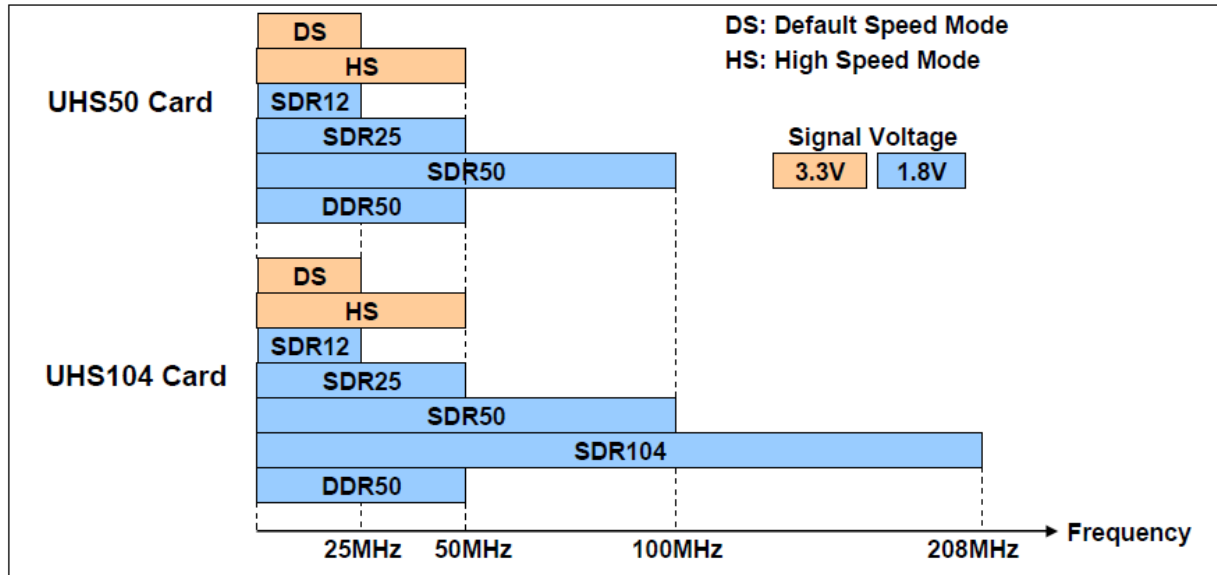 DS
DS: Default Speed Mode
HS
HS: High Speed Mode
UHS50 Card
SDR12
SDR25
Signal Voltage
SDR50
3.3V
1.8V
DDR50
DS
HS
SDR12
UHS104 Card
SDR25
SDR50
SDR104
DDR50
Frequency
25MHz
50MHz
100MHz
208MHz